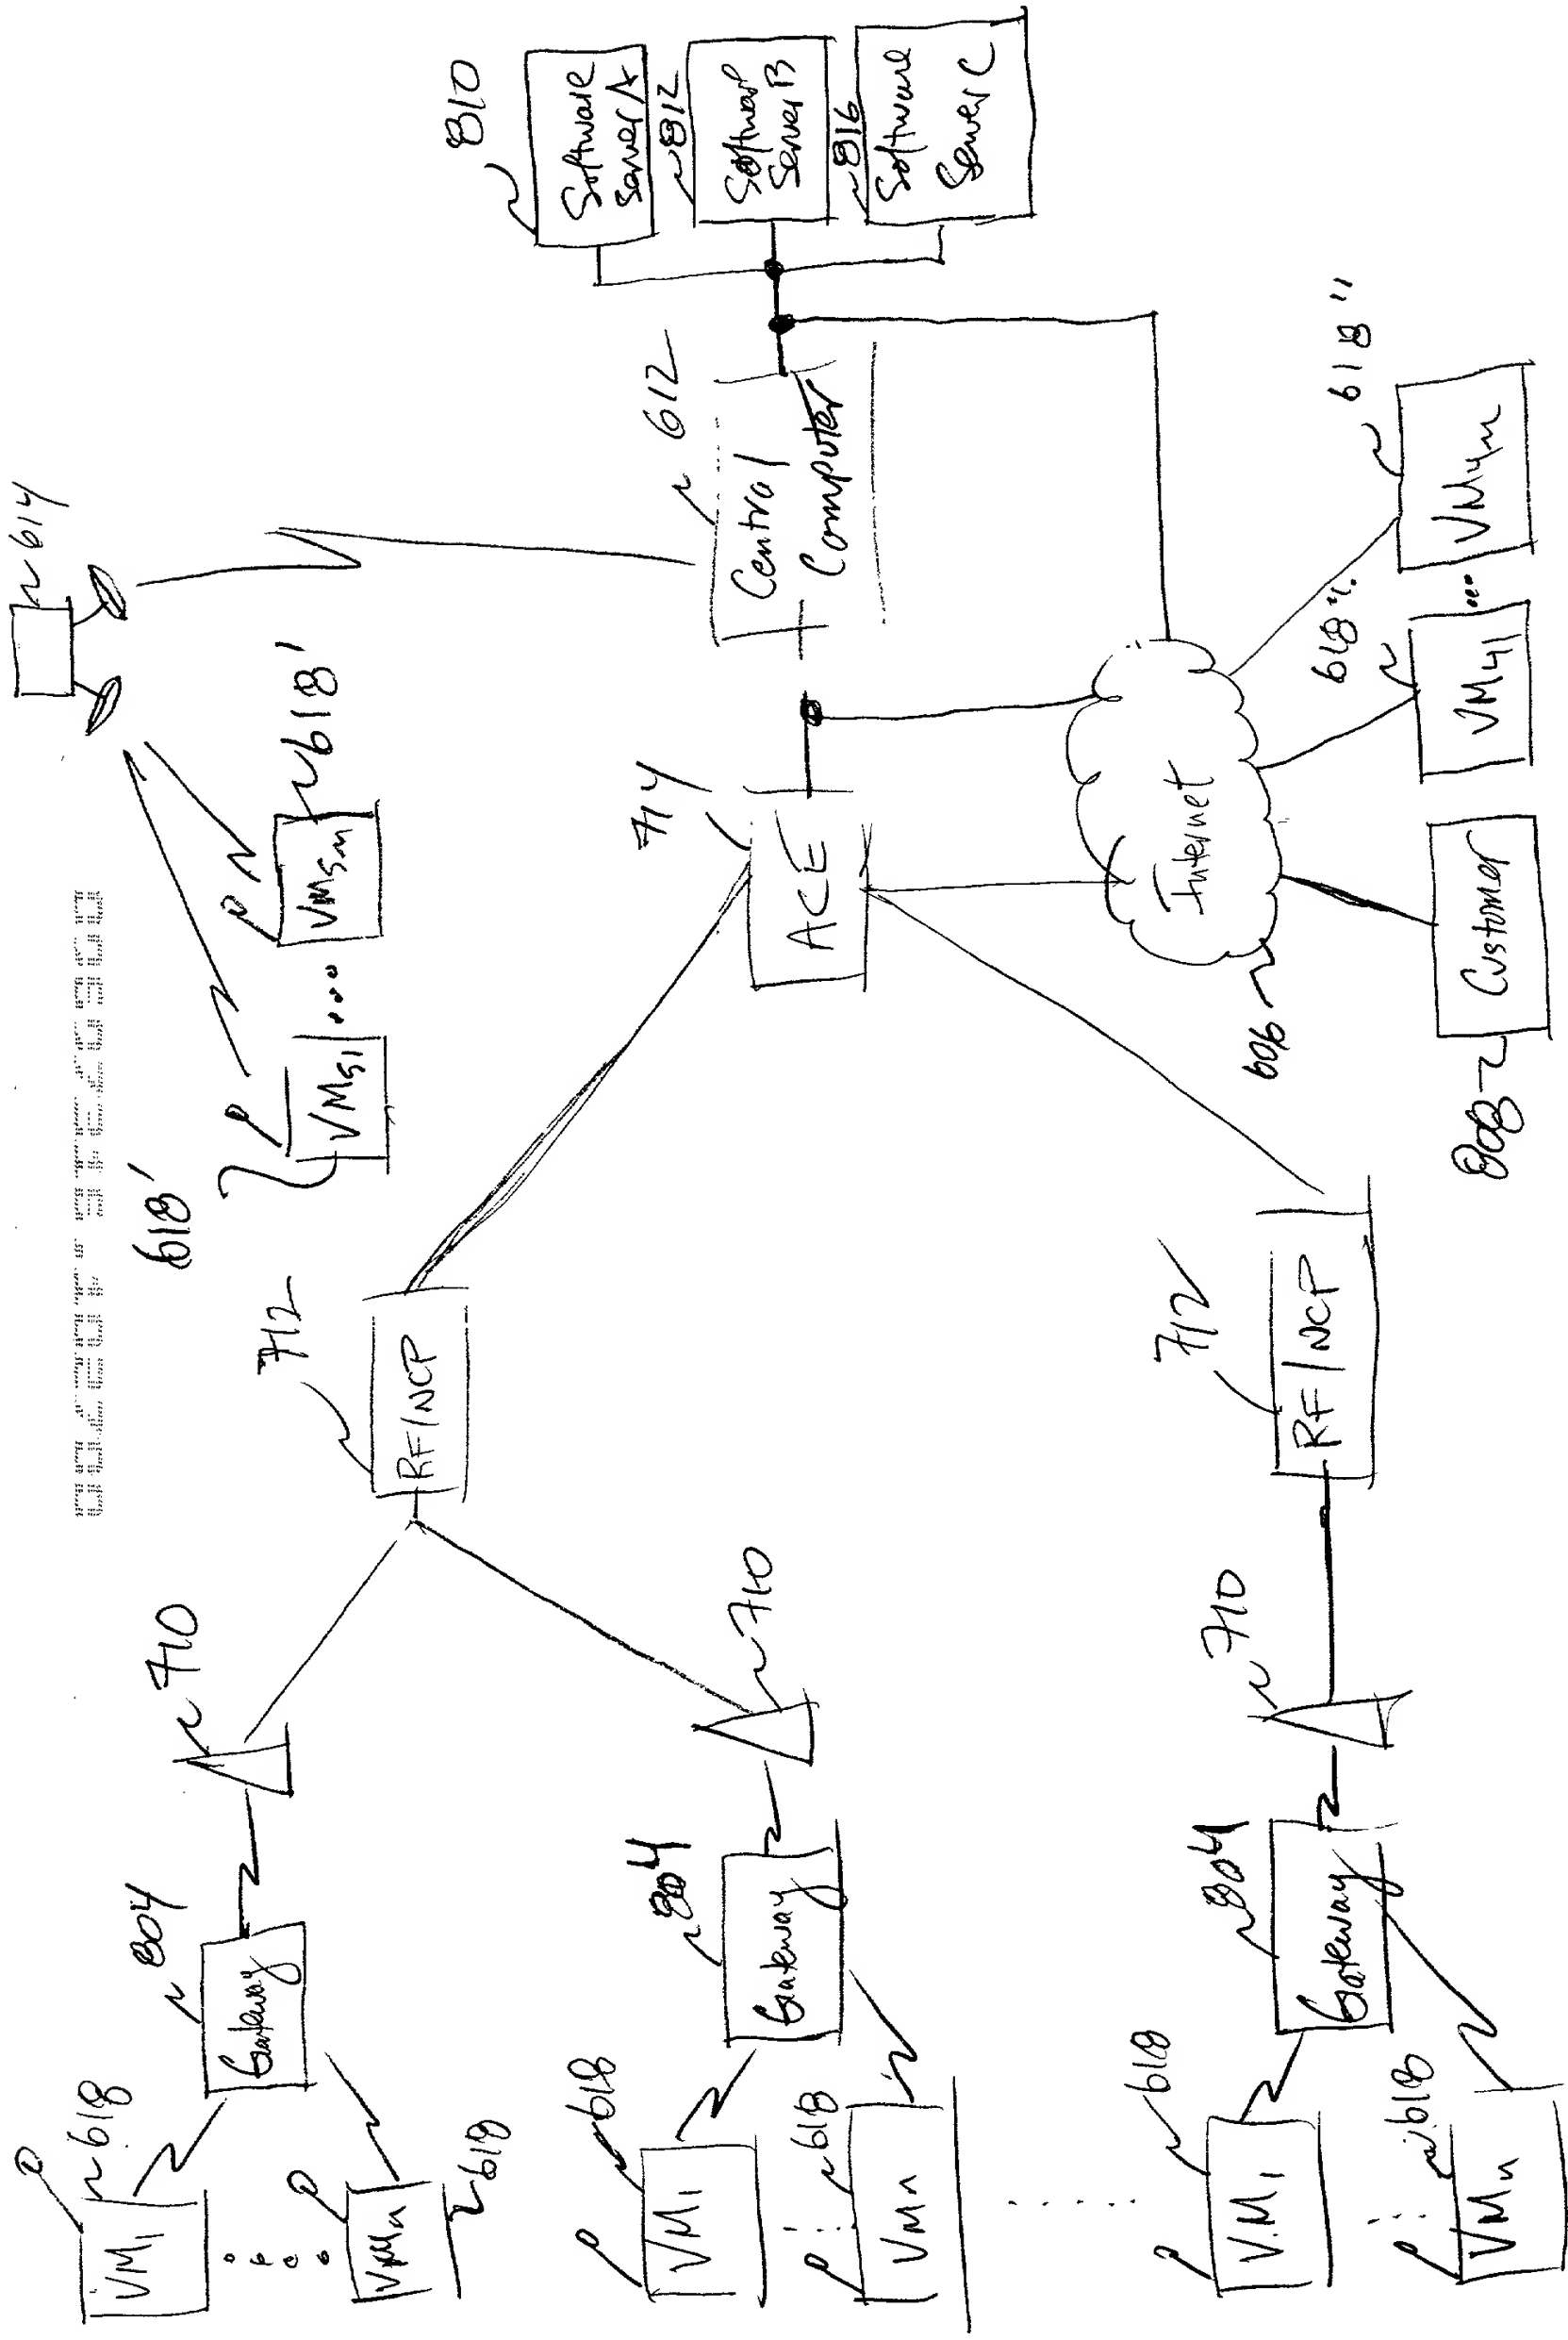 810
Software
Server A
812
Software
Server B
816
Software
Server C
614
612
Central
Computer
618'
VMSm
....
VMS1
618'
714
ACE
Internet
606
618''
VM4m
...
618''
VM41
Customer
808
712
RF/NCP
712
RF/NCP
710
710
710
804
Gateway
804
Gateway
804
Gateway
618
VM1
618
VMn
618
VM1
618
VMn
618
VM1
618
VMn